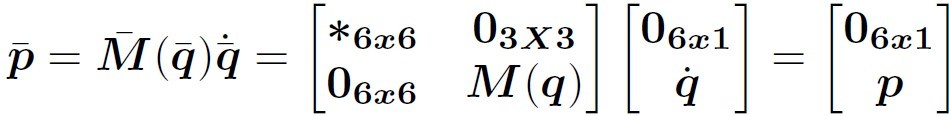 p̄ = M̄(q̄)q̄̇ = [*₆ₓ₆ 0₃X₃; 0₆ₓ₆ M(q)] [0₆ₓ₁; q̇] = [0₆ₓ₁; p]